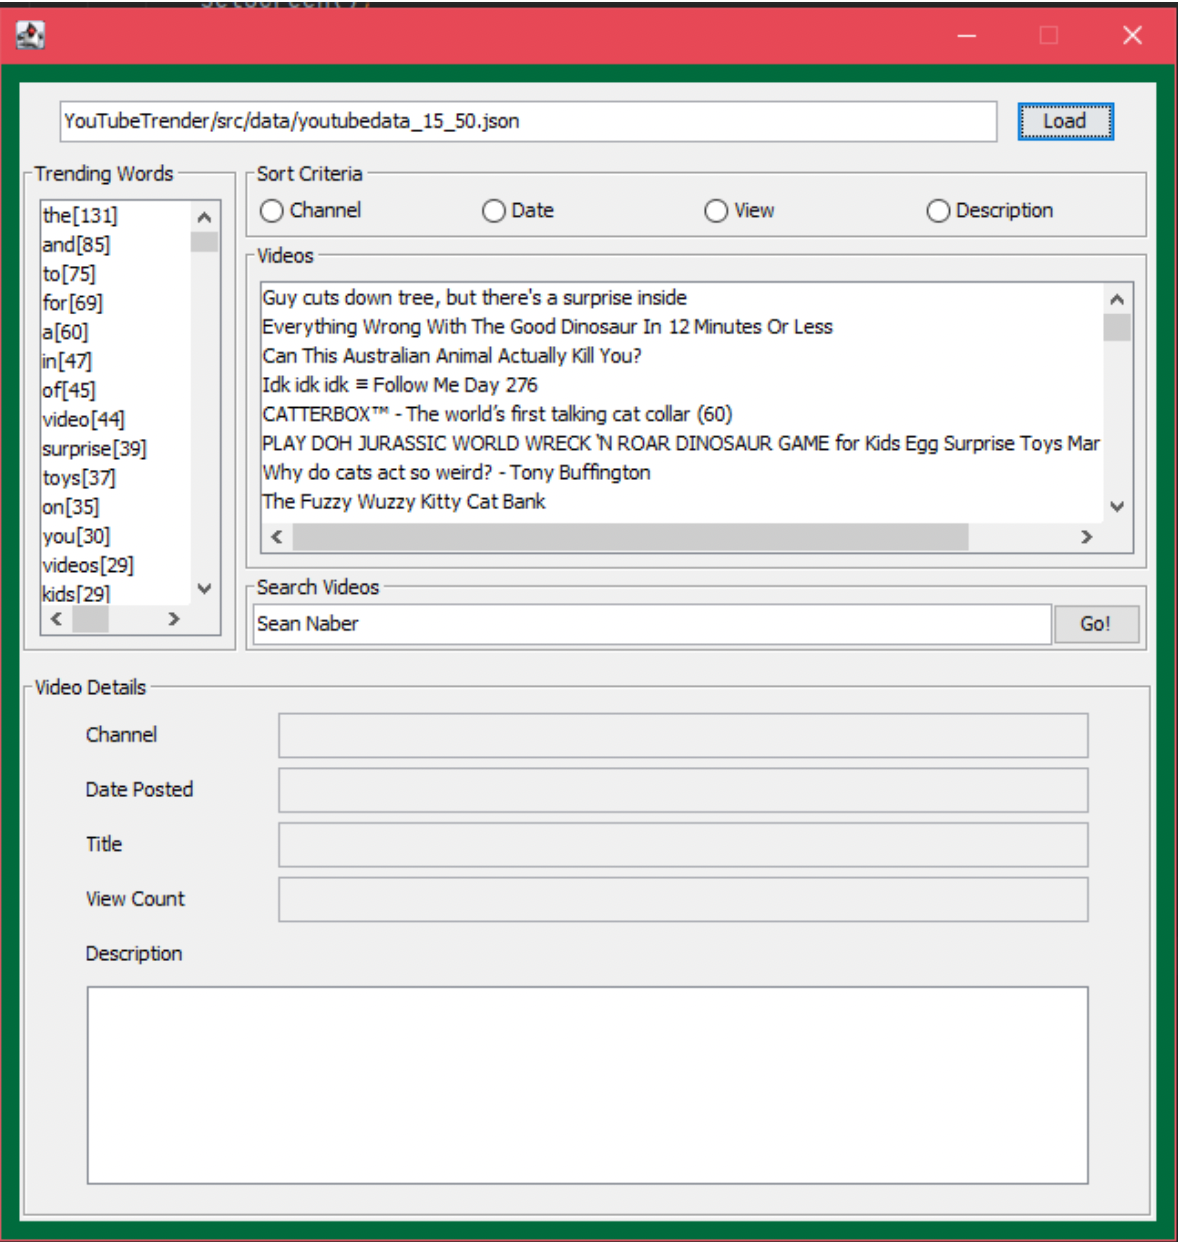 YouTubeTrender/src/data/youtubedata_15_50.json
Load
Trending Words
the[131]
and[85]
to[75]
for[69]
a[60]
in[47]
of[45]
video[44]
surprise[39]
toys[37]
on[35]
you[30]
videos[29]
kids[29]
Sort Criteria
Channel
Date
View
Description
Videos
Guy cuts down tree, but there's a surprise inside
Everything Wrong With The Good Dinosaur In 12 Minutes Or Less
Can This Australian Animal Actually Kill You?
Idk idk idk ≡ Follow Me Day 276
CATTERBOX™ - The world’s first talking cat collar (60)
PLAY DOH JURASSIC WORLD WRECK 'N ROAR DINOSAUR GAME for Kids Egg Surprise Toys Mar
Why do cats act so weird? - Tony Buffington
The Fuzzy Wuzzy Kitty Cat Bank
Search Videos
Sean Naber
Go!
Video Details
Channel
Date Posted
Title
View Count
Description